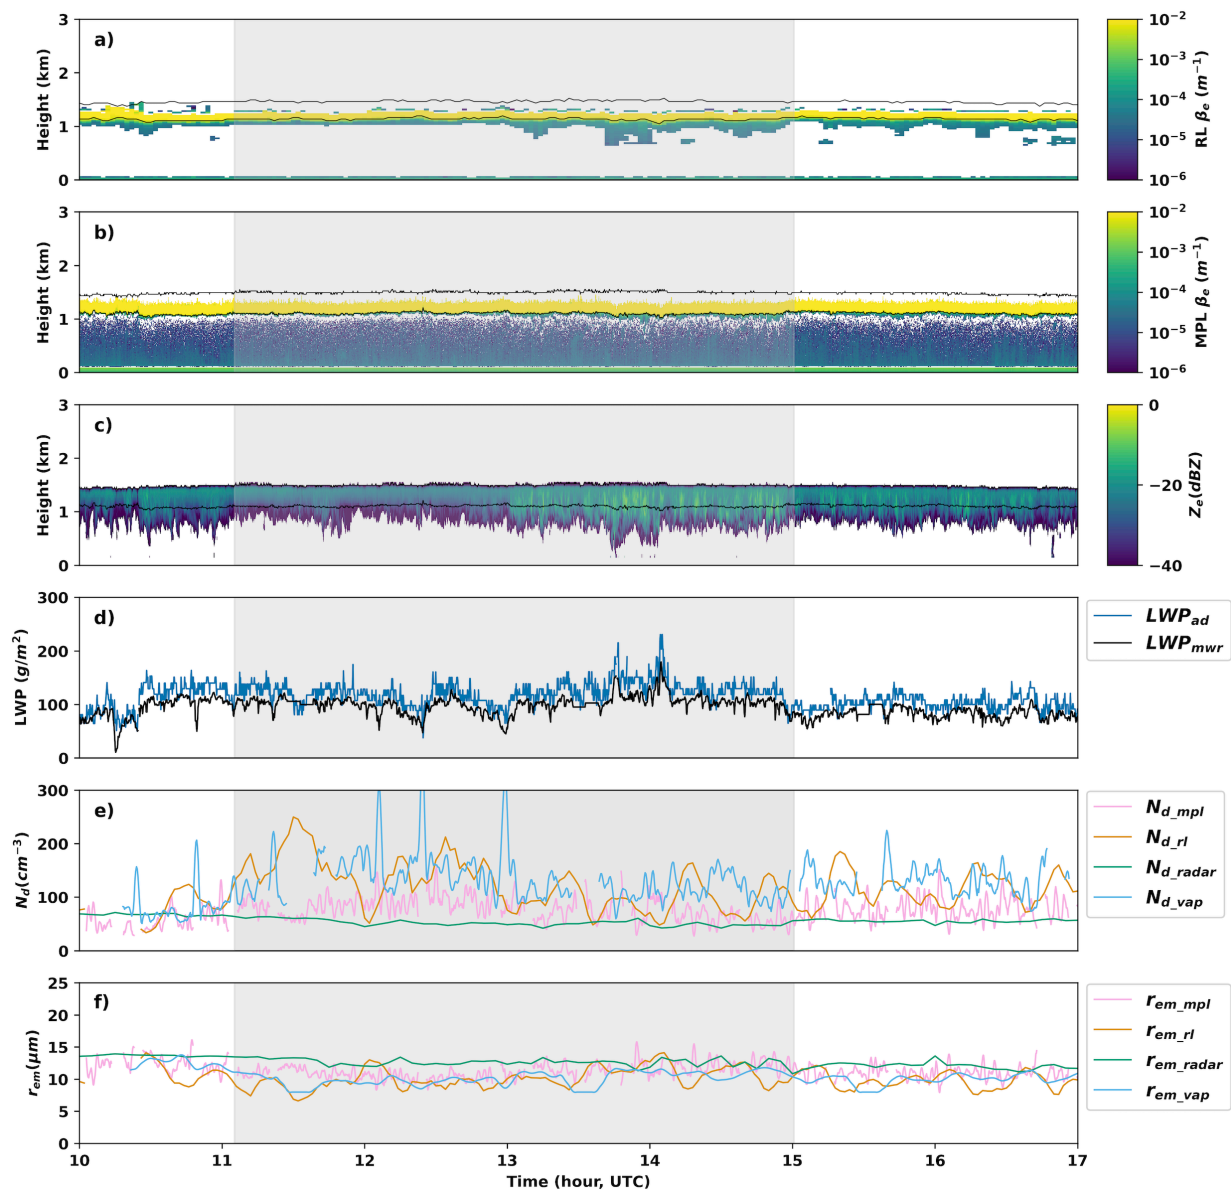 a)
3
2
1
0
Height (km)
10⁻²
10⁻³
10⁻⁴
10⁻⁵
10⁻⁶
RL βₑ (m⁻¹)
b)
3
2
1
0
Height (km)
10⁻²
10⁻³
10⁻⁴
10⁻⁵
10⁻⁶
MPL βₑ (m⁻¹)
c)
3
2
1
0
Height (km)
0
−20
−40
Zₑ(dBZ)
d)
300
200
100
0
LWP (g/m²)
LWP_ad
LWP_mwr
e)
300
200
100
0
N_d(cm⁻³)
N_d_mpl
N_d_rl
N_d_radar
N_d_vap
f)
25
20
15
10
5
0
r_em(μm)
r_em_mpl
r_em_rl
r_em_radar
r_em_vap
10 11 12 13 14 15 16 17
Time (hour, UTC)